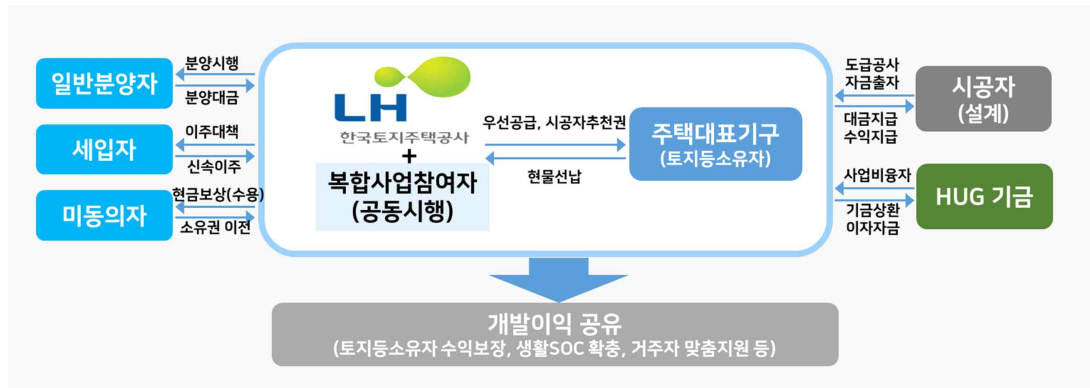 일반분양자
분양시행
분양대금
세입자
이주대책
신속이주
미동의자
현금보상(수용)
소유권 이전
LH
한국토지주택공사
+
복합사업참여자
(공동시행)
우선공급, 시공자추천권
현물선납
주택대표기구
(토지등소유자)
도급공사
자금출자
대금지급
수익지급
시공자
(설계)
사업비융자
기금상환
이자자금
HUG 기금
개발이익 공유
(토지등소유자 수익보장, 생활SOC 확충, 거주자 맞춤지원 등)